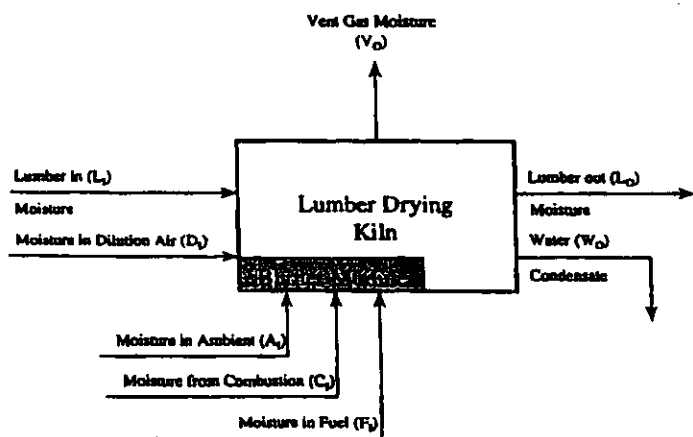 Vent Gas Moisture
(V_O)
Lumber in (L_I)
Moisture
Moisture in Dilution Air (D_I)
Lumber Drying
Kiln
Lumber out (L_O)
Moisture
Water (W_O)
Condensate
Moisture in Ambient (A_I)
Moisture from Combustion (C_I)
Moisture in Fuel (F_I)